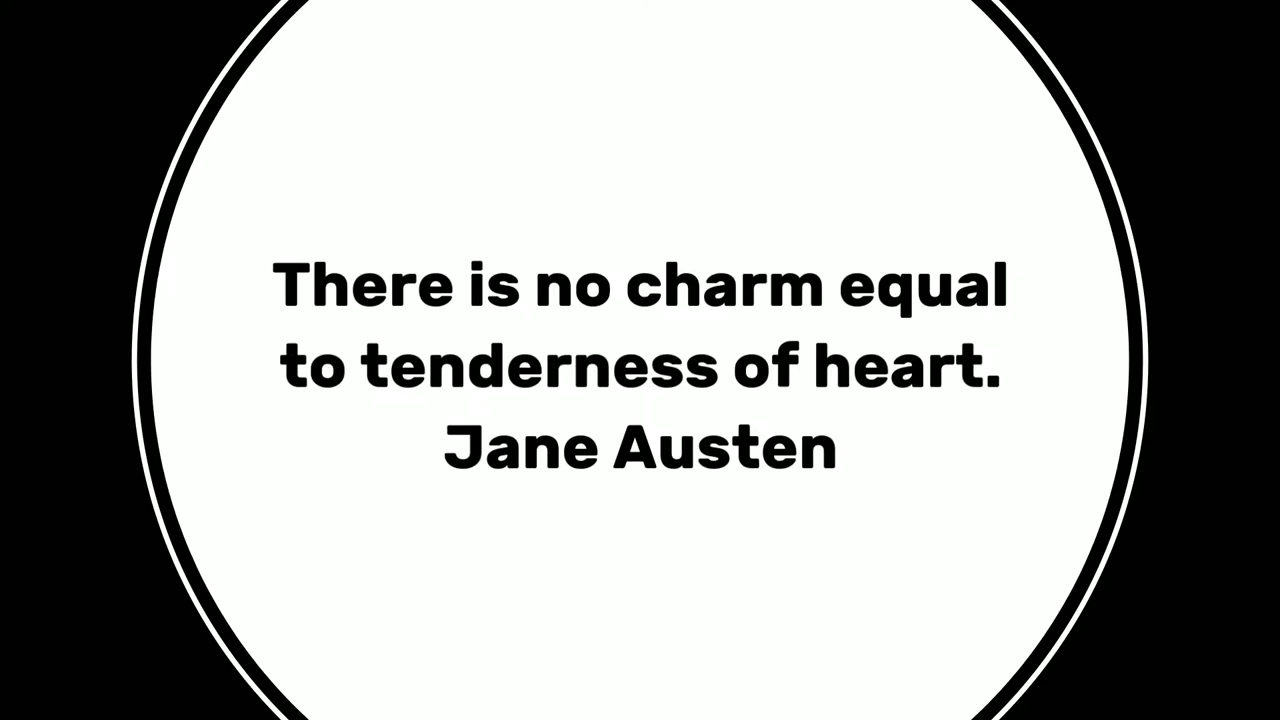 There is no charm equal
to tenderness of heart.
Jane Austen